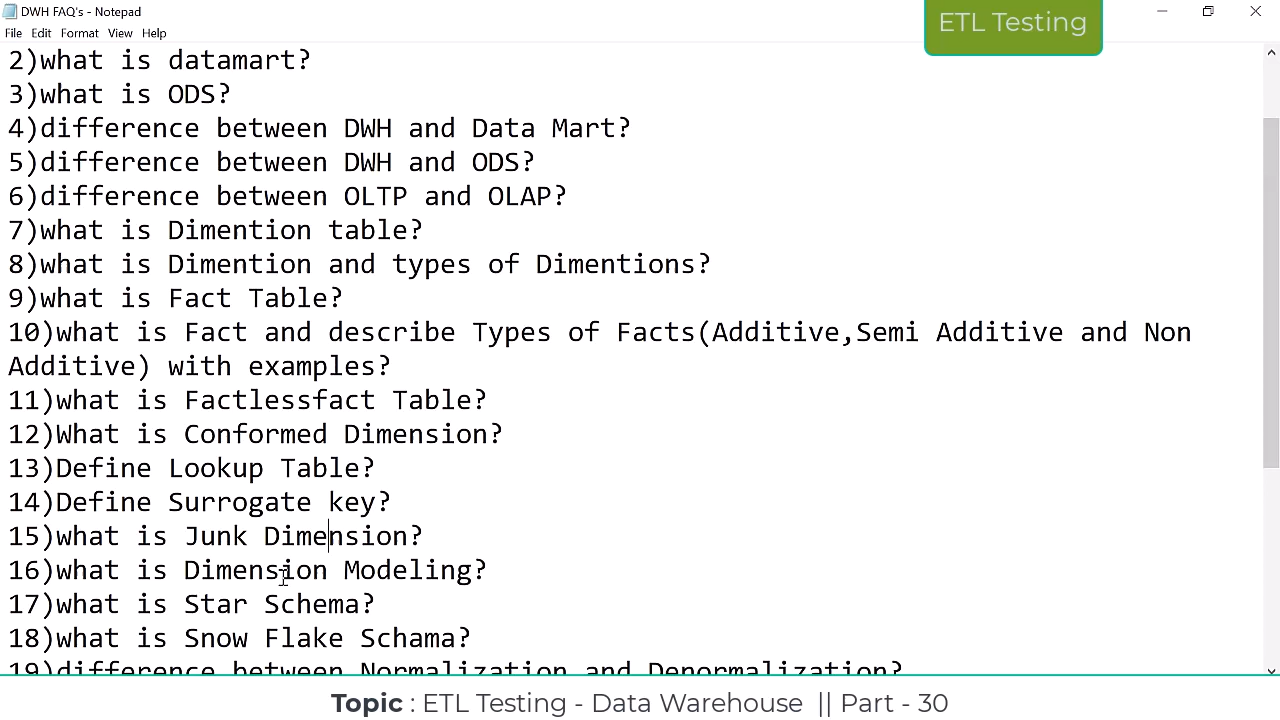 DWH FAQ's - Notepad
File Edit Format View Help
ETL Testing
2)what is datamart?
3)what is ODS?
4)difference between DWH and Data Mart?
5)difference between DWH and ODS?
6)difference between OLTP and OLAP?
7)what is Dimention table?
8)what is Dimention and types of Dimentions?
9)what is Fact Table?
10)what is Fact and describe Types of Facts(Additive,Semi Additive and Non
Additive) with examples?
11)what is Factlessfact Table?
12)What is Conformed Dimension?
13)Define Lookup Table?
14)Define Surrogate key?
15)what is Junk Dimension?
16)what is Dimension Modeling?
17)what is Star Schema?
18)what is Snow Flake Schama?
19)difference between Normalization and Denormalization?
Topic : ETL Testing - Data Warehouse || Part - 30